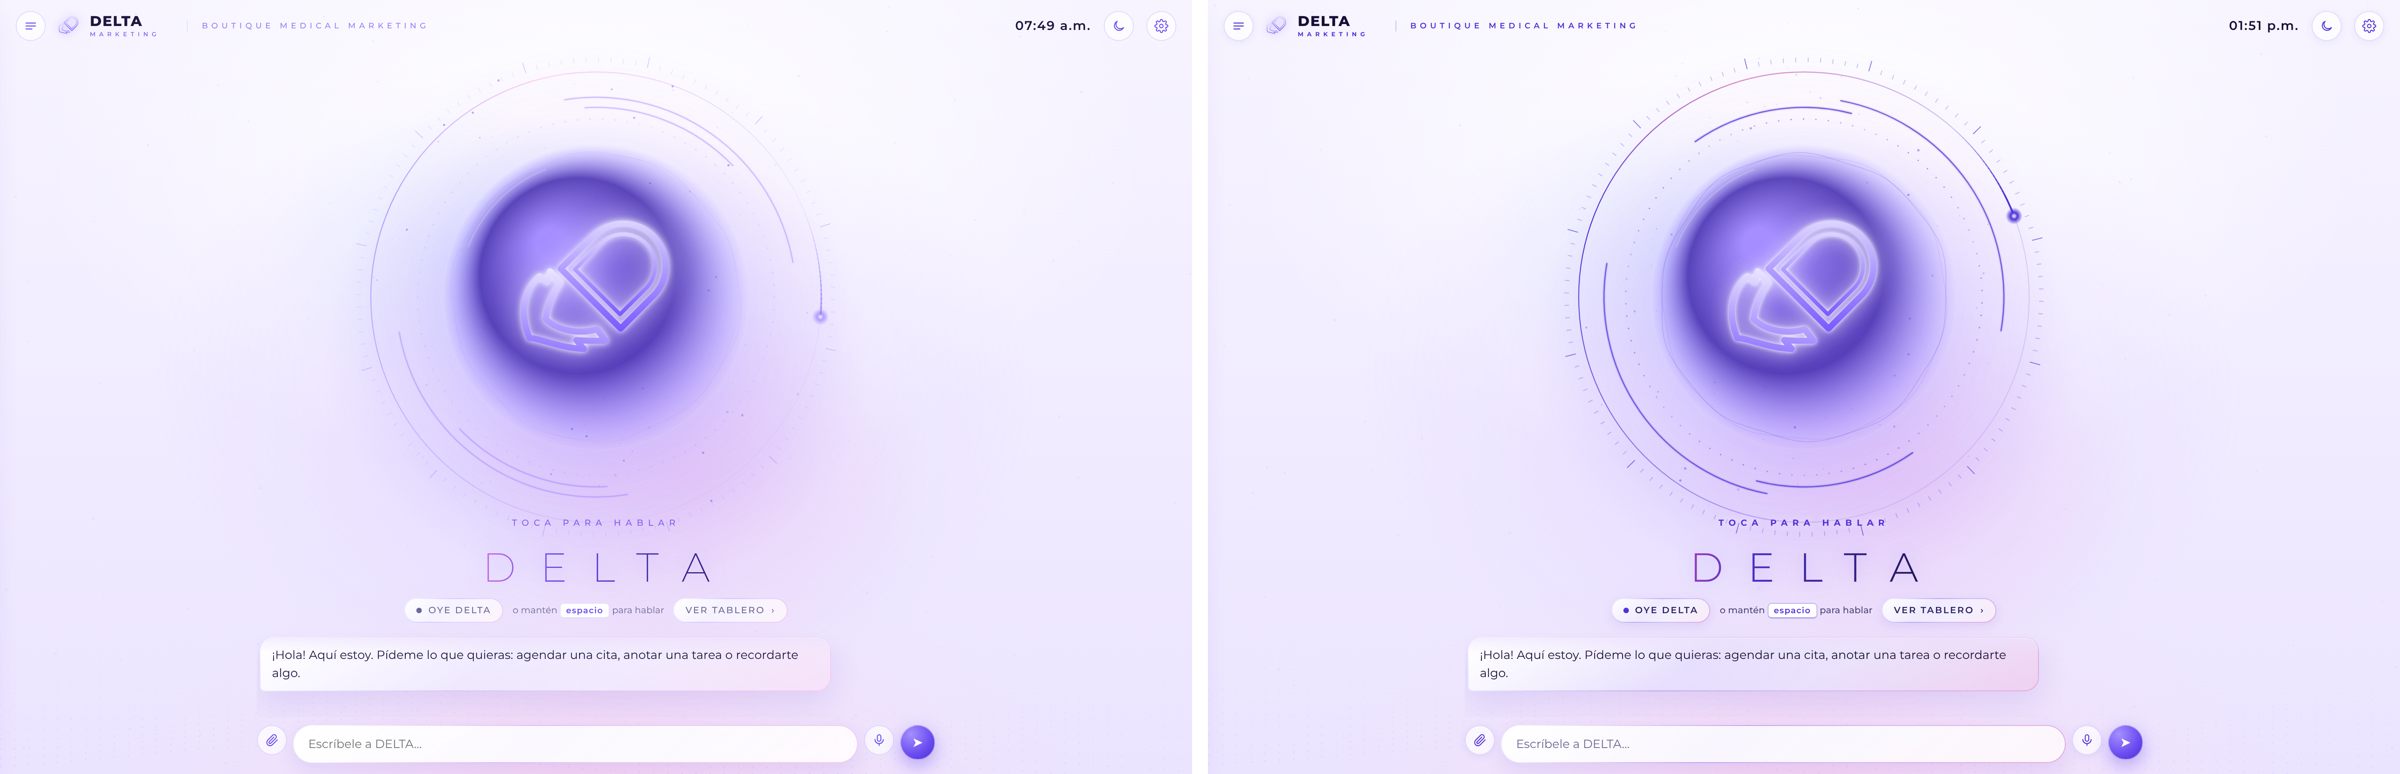 DELTA
MARKETING
BOUTIQUE MEDICAL MARKETING
07:49 a.m.
TOCA PARA HABLAR
DELTA
OYE DELTA
o mantén espacio para hablar
VER TABLERO ›
¡Hola! Aquí estoy. Pídeme lo que quieras: agendar una cita, anotar una tarea o recordarte
algo.
Escríbele a DELTA...
DELTA
MARKETING
BOUTIQUE MEDICAL MARKETING
01:51 p.m.
TOCA PARA HABLAR
DELTA
OYE DELTA
o mantén espacio para hablar
VER TABLERO ›
¡Hola! Aquí estoy. Pídeme lo que quieras: agendar una cita, anotar una tarea o recordarte
algo.
Escríbele a DELTA...